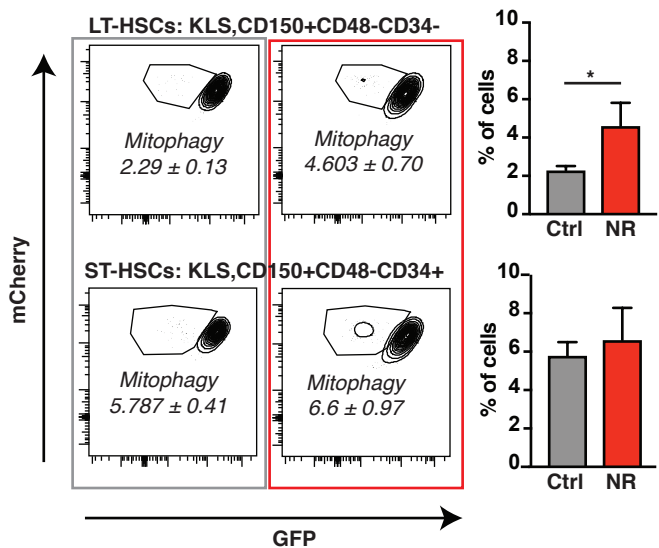 LT-HSCs: KLS,CD150+CD48-CD34-
Mitophagy
2.29 ± 0.13
Mitophagy
4.603 ± 0.70
% of cells
10
8
6
4
2
0
*
Ctrl NR
mCherry
ST-HSCs: KLS,CD150+CD48-CD34+
Mitophagy
5.787 ± 0.41
Mitophagy
6.6 ± 0.97
% of cells
10
8
6
4
2
0
Ctrl NR
GFP